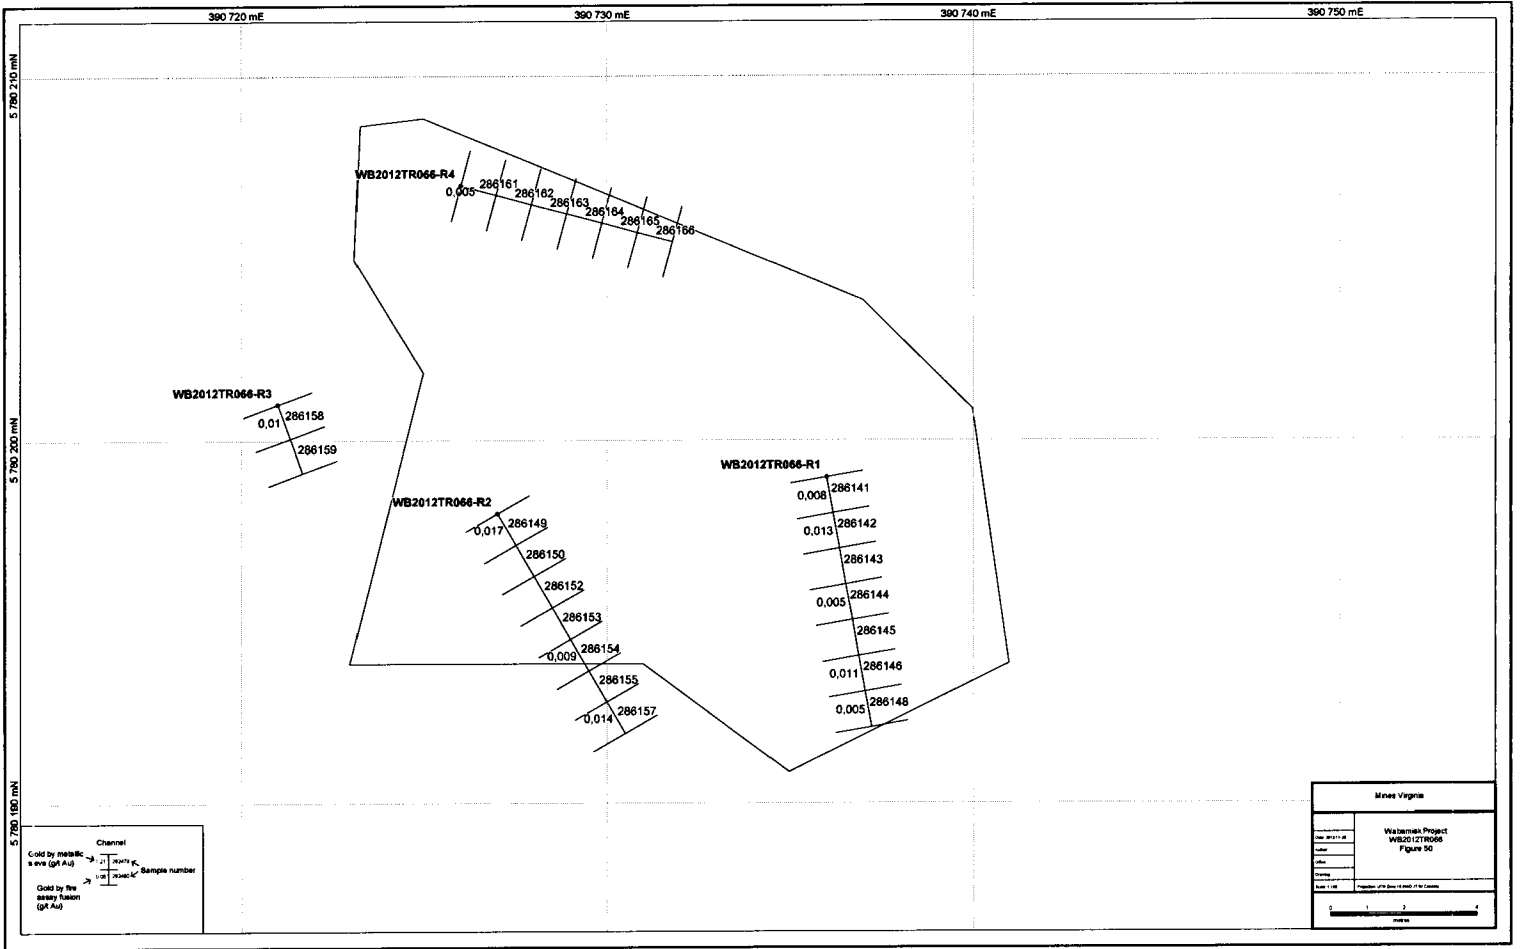 390 720 mE
390 730 mE
390 740 mE
390 750 mE
5 780 210 mN
5 780 200 mN
5 780 190 mN
WB2012TR066-R4
0,005
286161
286162
286163
286164
286165
286166
WB2012TR066-R3
0,01
286158
286159
WB2012TR066-R2
0,017
286149
286150
286152
286153
0,009
286154
286155
0,014
286157
WB2012TR066-R1
0,008
286141
0,013
286142
286143
0,005
286144
286145
0,011
286146
0,005
286148
Channel
Gold by metallic
(g/t Au)
Sample number
Gold by fire
assay fusion
(g/t Au)
Mines Virginia
Wabamisk Project
WB2012TR066
Figure 50
0 1 2 4
metres